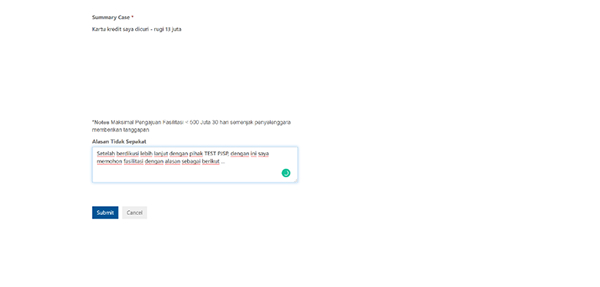 Summary Case *
Kartu kredit saya dicuri - rugi 13 juta
*Notes Maksimal Pengajuan Fasilitasi < 500 Juta 30 hari semenjak penyelenggara
memberikan tanggapan
Alasan Tidak Sepakat
Setelah berdikusi lebih lanjut dengan pihak TEST PJSP, dengan ini saya
memohon fasilitasi dengan alasan sebagai berikut ...
Submit
Cancel